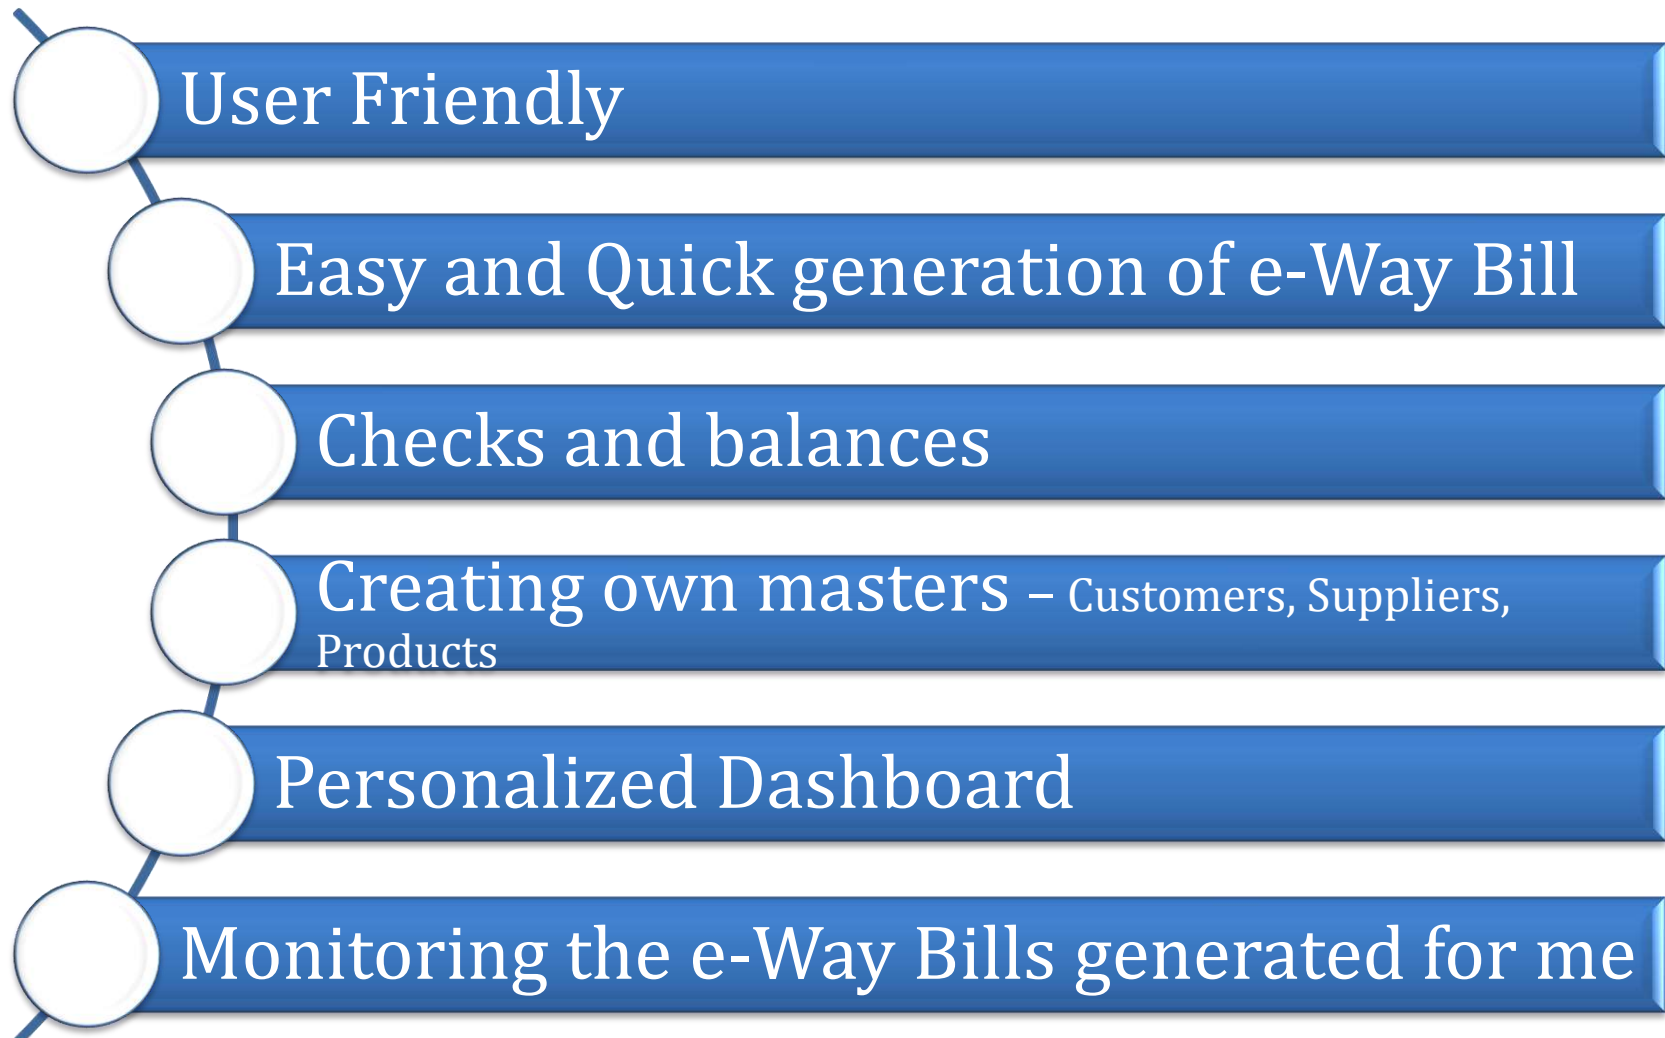 User Friendly
Easy and Quick generation of e-Way Bill
Checks and balances
Creating own masters – Customers, Suppliers,
Products
Personalized Dashboard
Monitoring the e-Way Bills generated for me